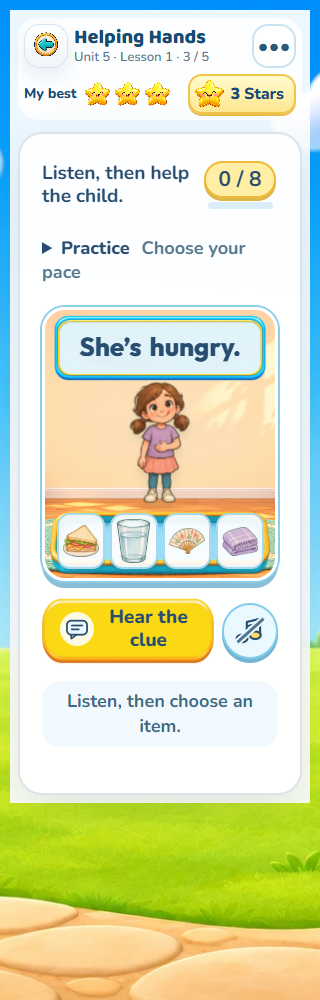 Helping Hands
Unit 5 · Lesson 1 · 3 / 5
My best
3 Stars
Listen, then help
the child.
0 / 8
▶ Practice Choose your
pace
She's hungry.
Hear the
clue
Listen, then choose an
item.